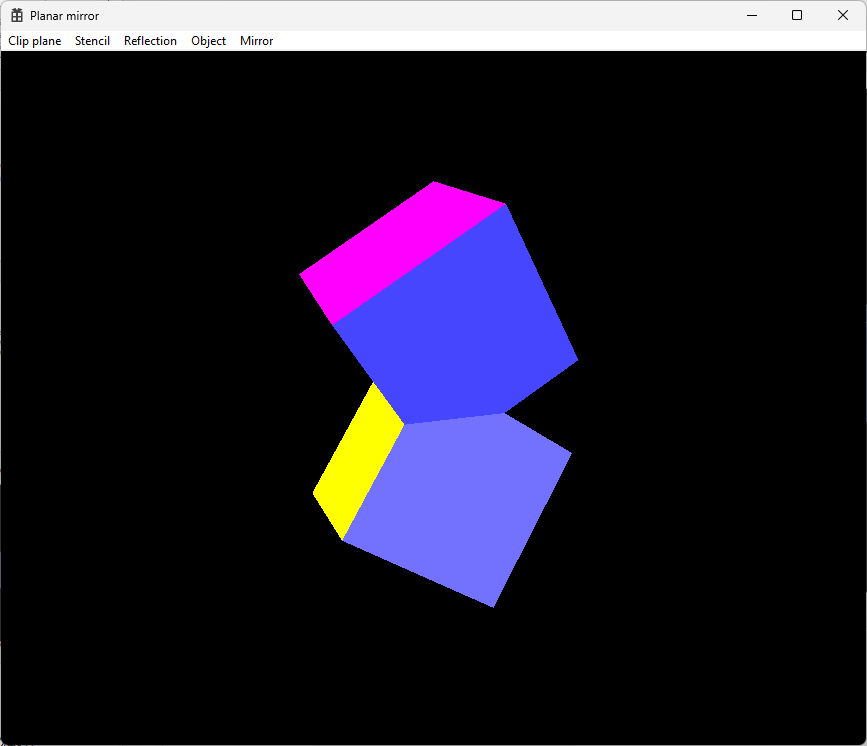 Planar mirror
Clip plane Stencil Reflection Object Mirror